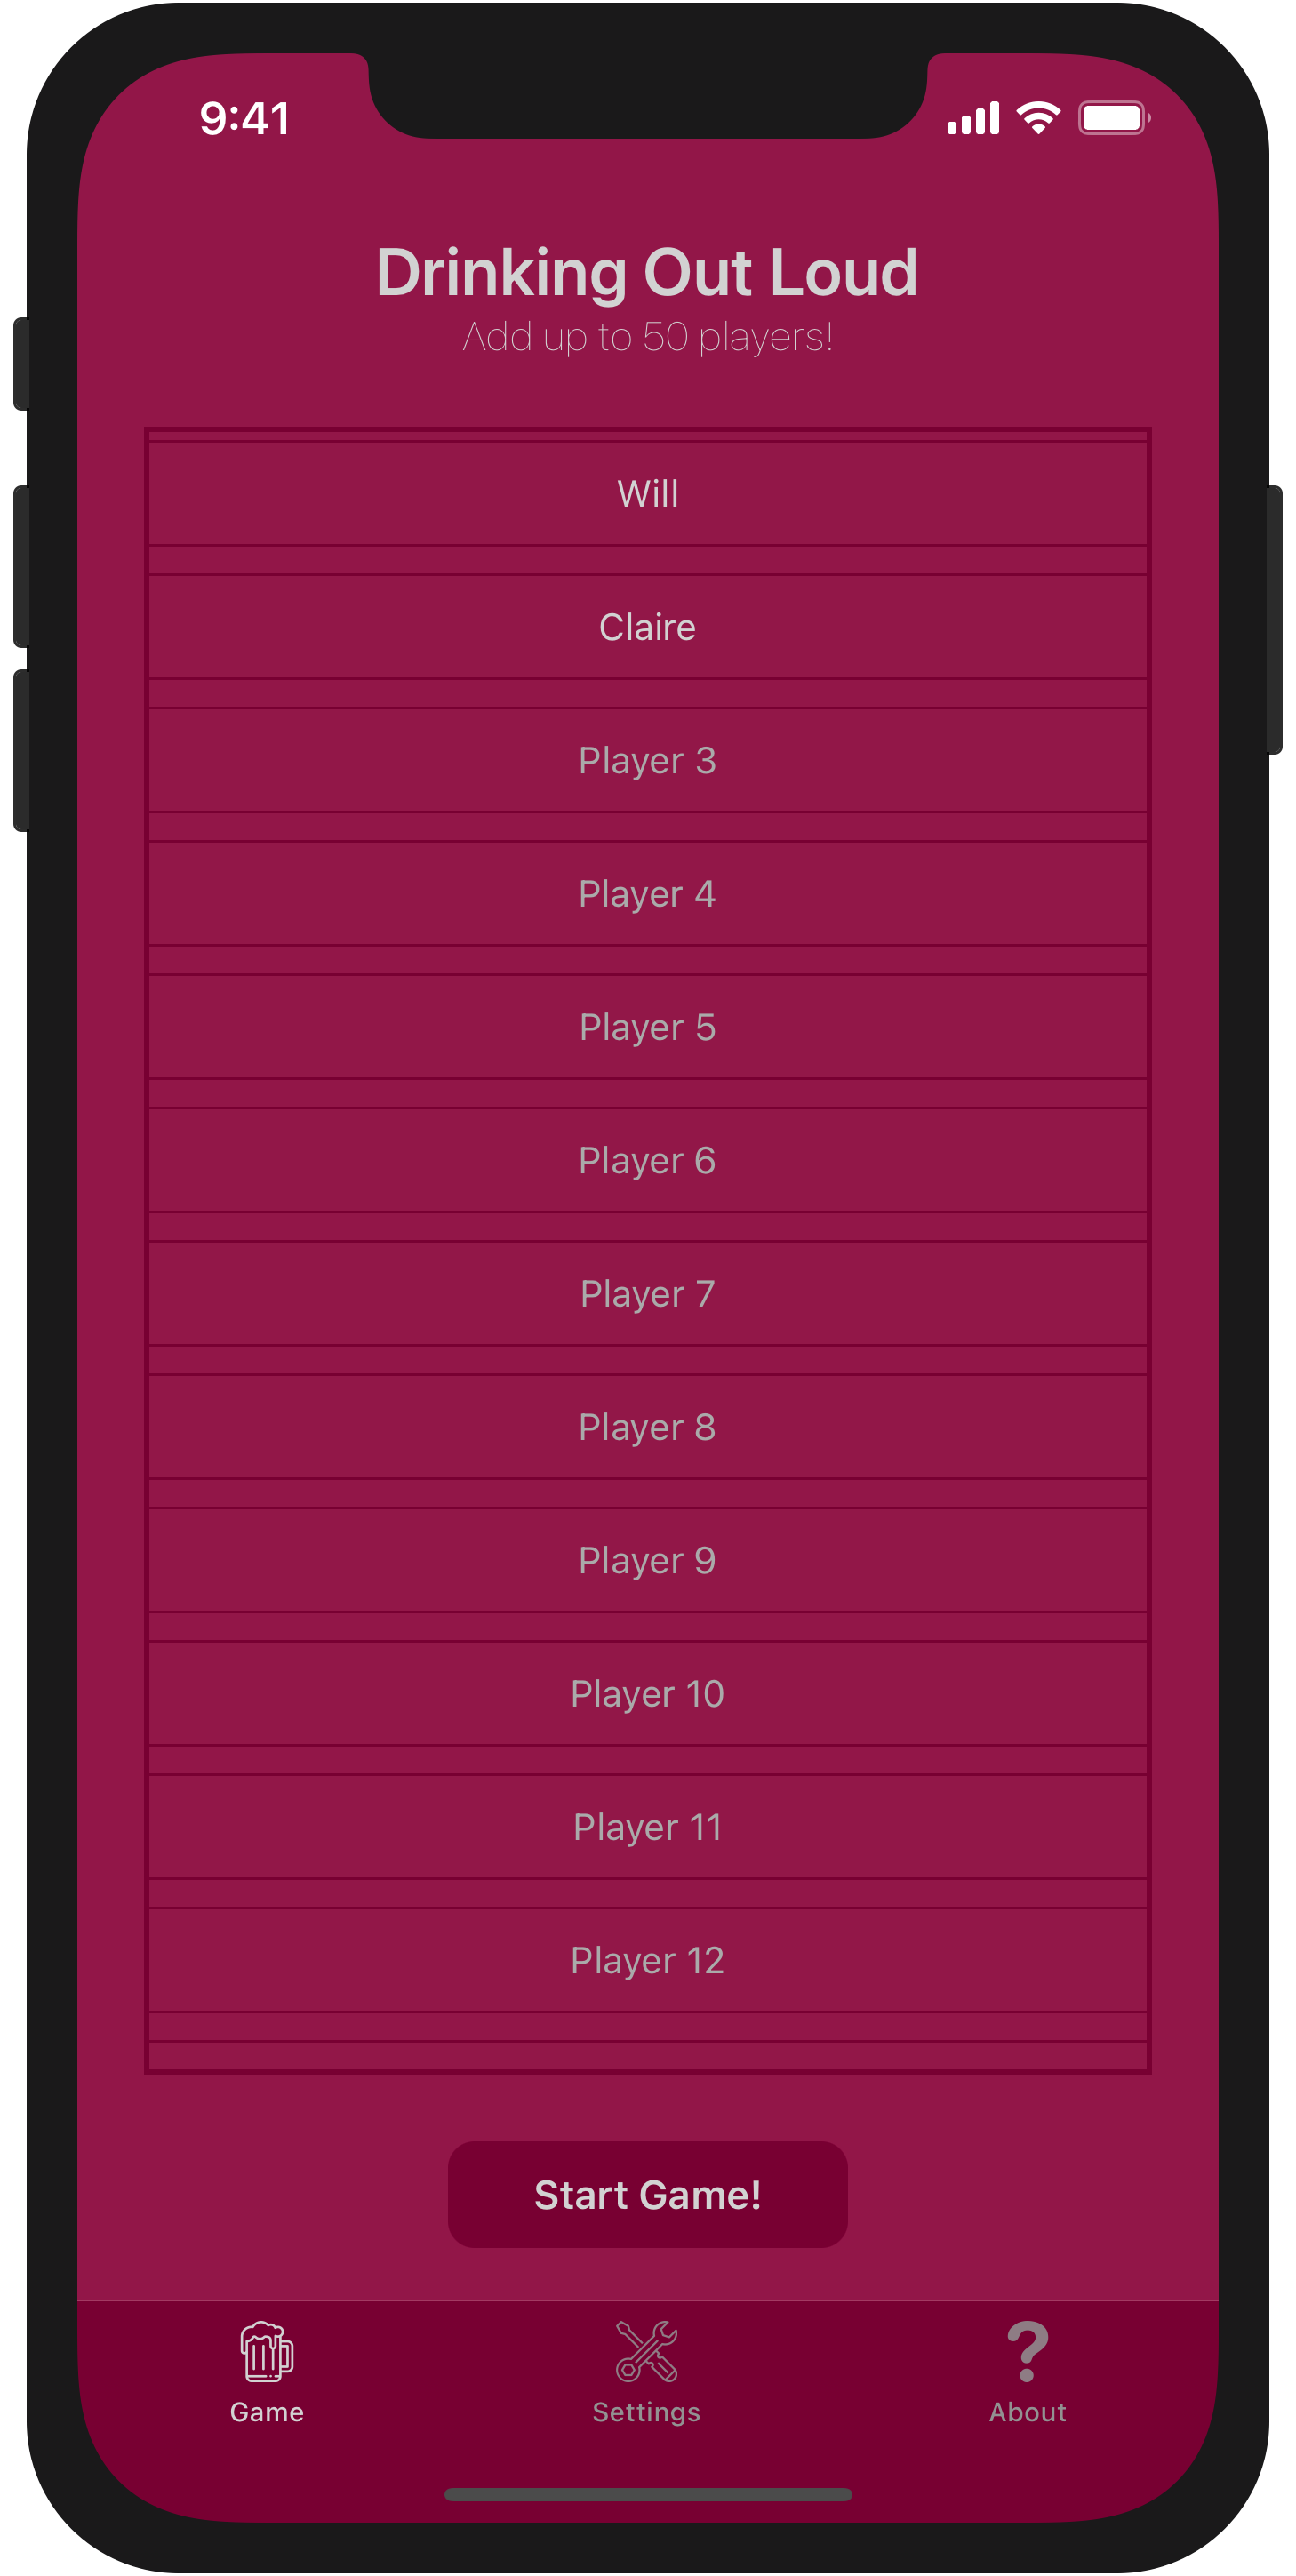 9:41
Drinking Out Loud
Add up to 50 players!
Will
Claire
Player 3
Player 4
Player 5
Player 6
Player 7
Player 8
Player 9
Player 10
Player 11
Player 12
Start Game!
Game
Settings
About